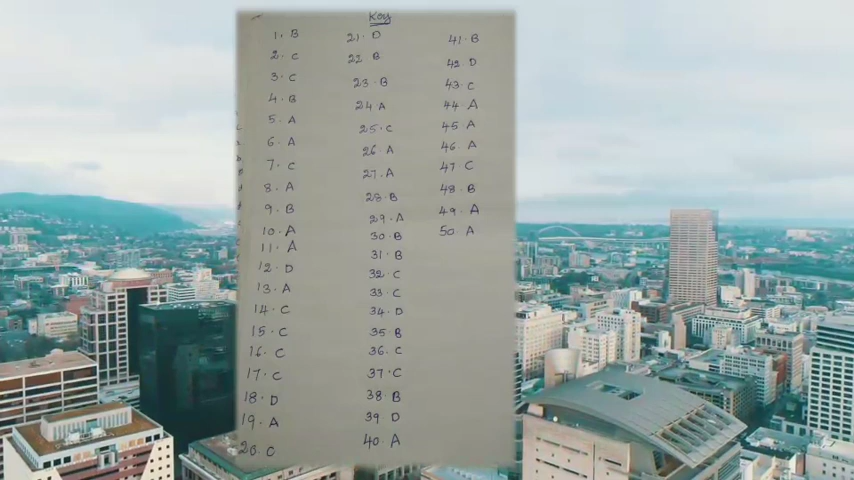 Key
1. B
2. C
3. C
4. B
5. A
6. A
7. C
8. A
9. B
10. A
11. A
12. D
13. A
14. C
15. C
16. C
17. C
18. D
19. A
20. C
21. D
22 B
23. B
24 A
25. C
26. A
27. A
28. B
29. A
30. B
31. B
32. C
33. C
34. D
35. B
36. C
37. C
38. B
39 D
40. A
41. B
42 D
43. C
44 A
45. A
46. A
47 C
48. B
49. A
50. A